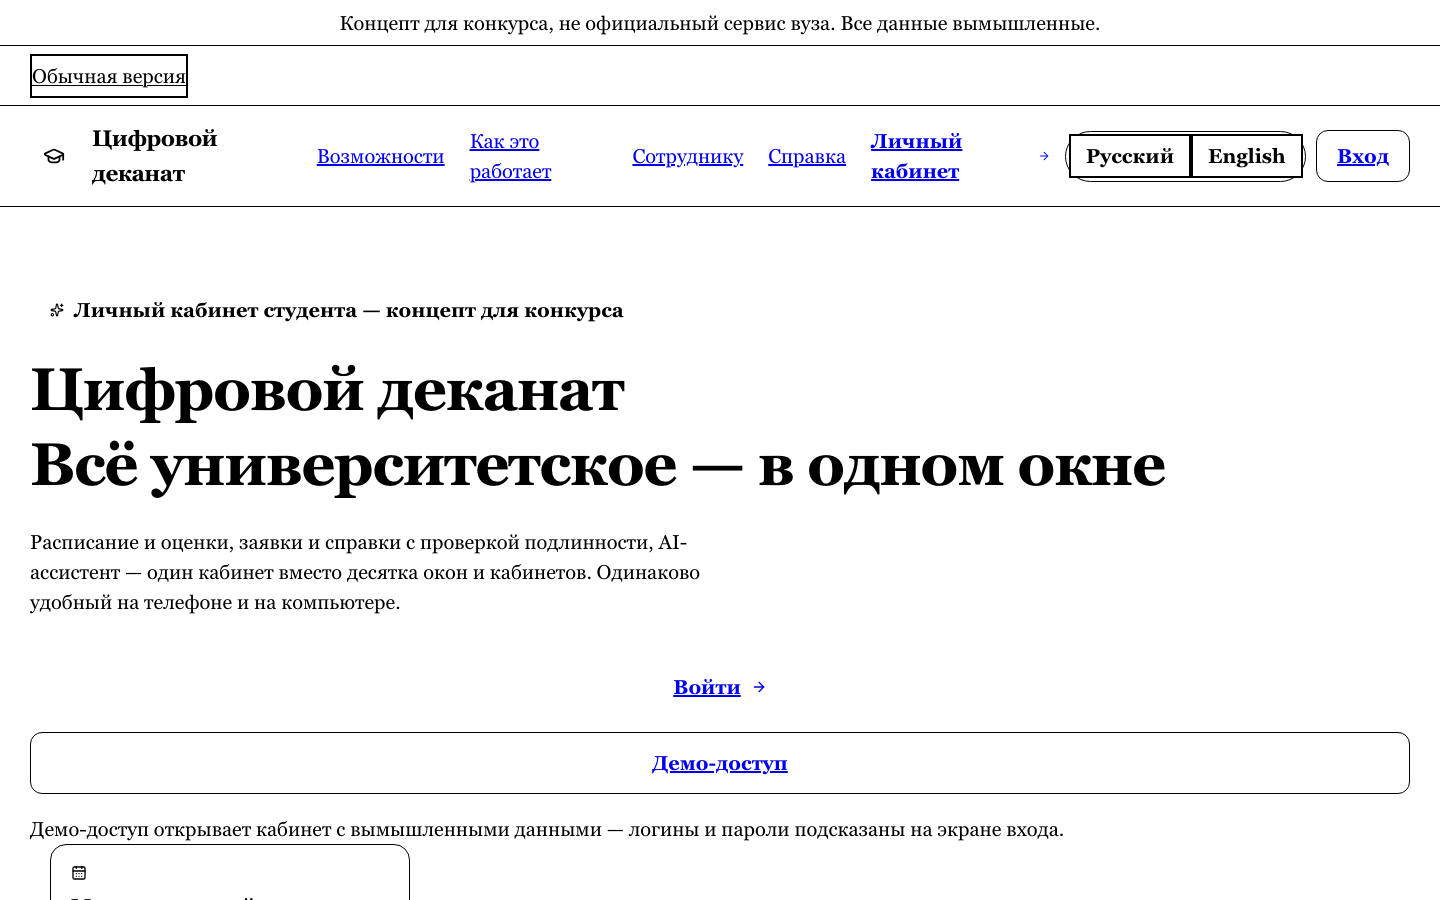 Концепт для конкурса, не официальный сервис вуза. Все данные вымышленные.
Обычная версия
Цифровой
деканат
Возможности
Как это
работает
Сотруднику
Справка
Личный
кабинет
Русский
English
Вход
Личный кабинет студента — концепт для конкурса
Цифровой деканат
Всё университетское — в одном окне
Расписание и оценки, заявки и справки с проверкой подлинности, AI-
ассистент — один кабинет вместо десятка окон и кабинетов. Одинаково
удобный на телефоне и на компьютере.
Войти
Демо-доступ
Демо-доступ открывает кабинет с вымышленными данными — логины и пароли подсказаны на экране входа.